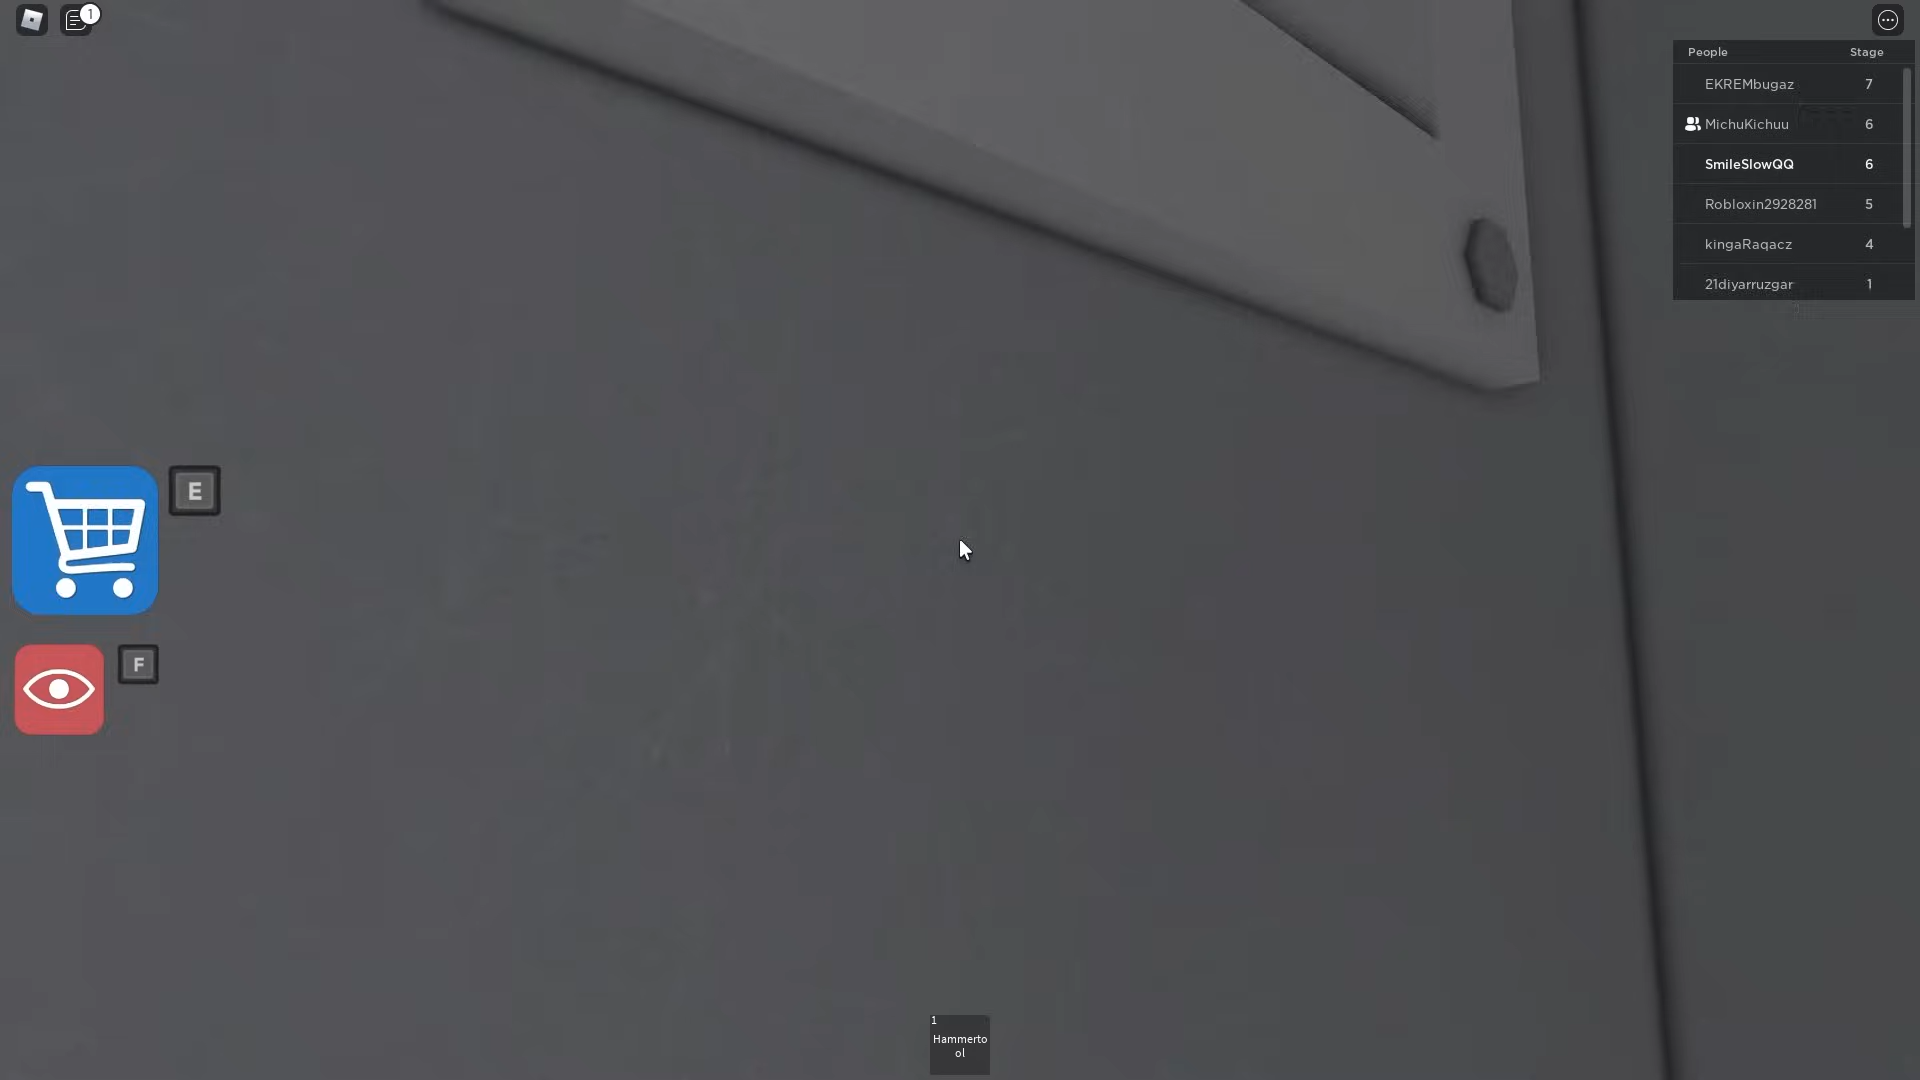 1
People Stage
EKREMbugaz 7
MichuKichuu 6
SmileSlowQQ 6
Robloxin2928281 5
kingaRaqacz 4
21diyarruzgar 1
E
F
1
Hammerto
ol